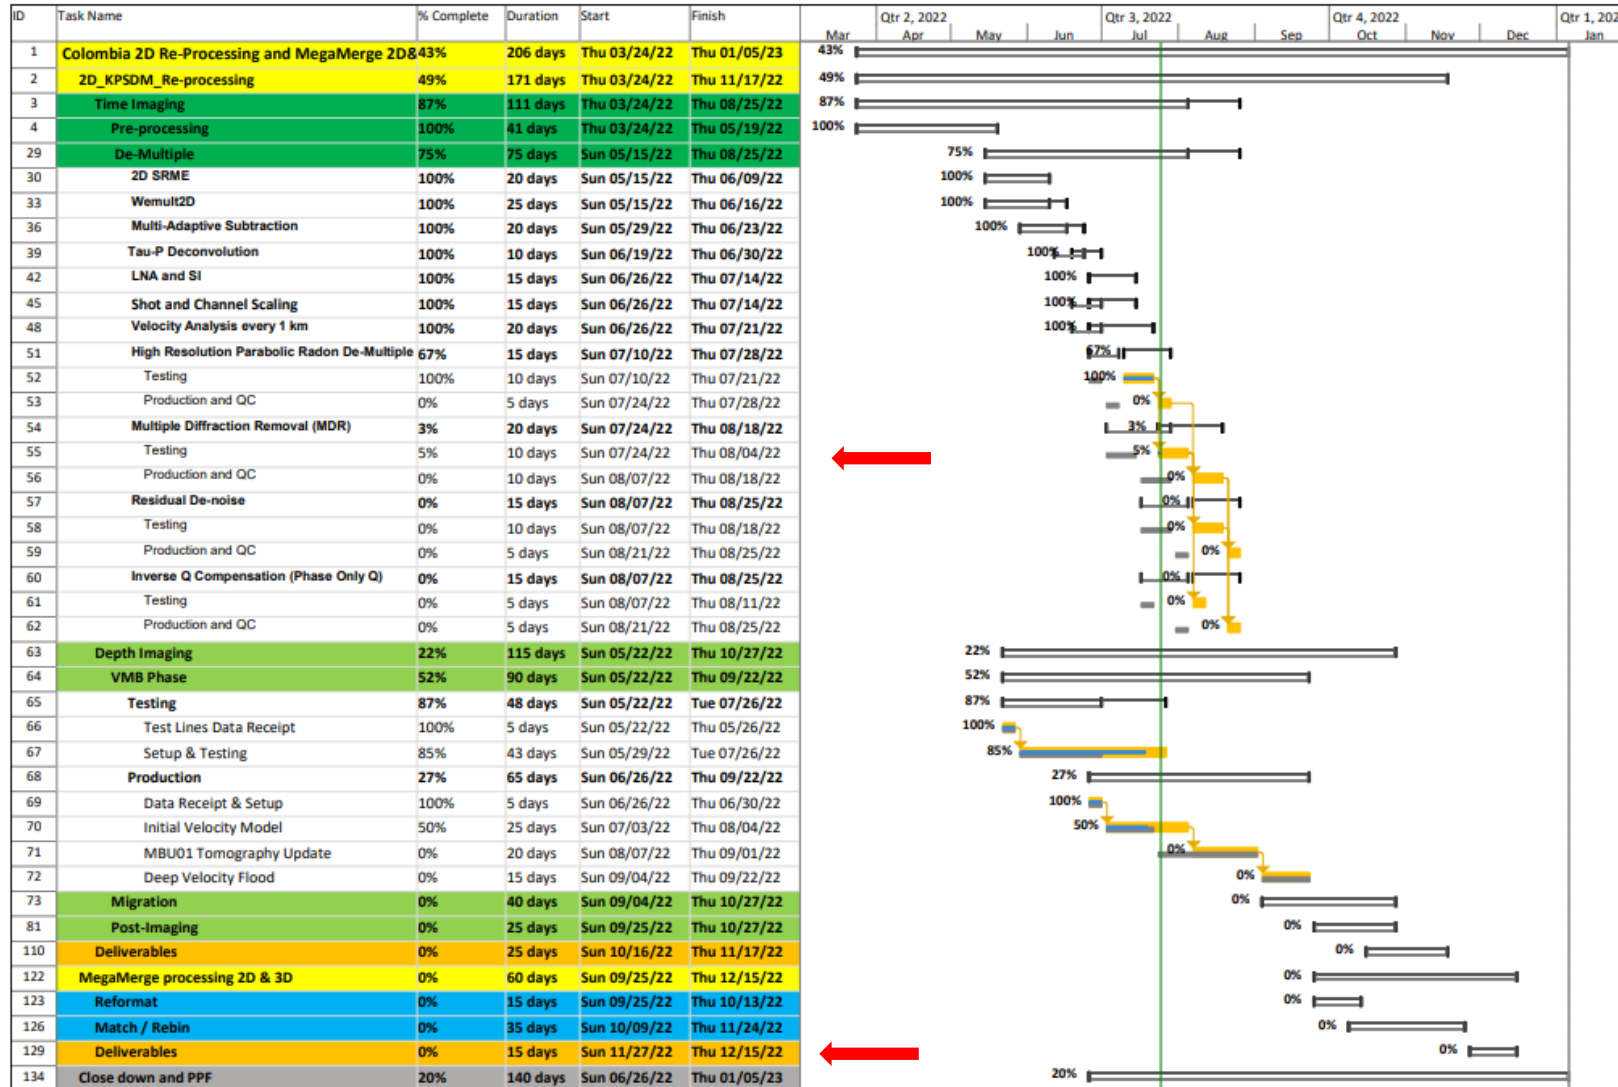 ID Task Name % Complete Duration Start Finish Qtr 2, 2022 Qtr 3, 2022 Qtr 4, 2022 Qtr 1, 202
Mar Apr May Jun Jul Aug Sep Oct Nov Dec Jan
1 Colombia 2D Re-Processing and MegaMerge 2D& 43% 206 days Thu 03/24/22 Thu 01/05/23 43%
2 2D_KPSDM_Re-processing 49% 171 days Thu 03/24/22 Thu 11/17/22 49%
3 Time Imaging 87% 111 days Thu 03/24/22 Thu 08/25/22 87%
4 Pre-processing 100% 41 days Thu 03/24/22 Thu 05/19/22 100%
29 De-Multiple 75% 75 days Sun 05/15/22 Thu 08/25/22 75%
30 2D SRME 100% 20 days Sun 05/15/22 Thu 06/09/22 100%
33 Wemult2D 100% 25 days Sun 05/15/22 Thu 06/16/22 100%
36 Multi-Adaptive Subtraction 100% 20 days Sun 05/29/22 Thu 06/23/22 100%
39 Tau-P Deconvolution 100% 10 days Sun 06/19/22 Thu 06/30/22 100%
42 LNA and SI 100% 15 days Sun 06/26/22 Thu 07/14/22 100%
45 Shot and Channel Scaling 100% 15 days Sun 06/26/22 Thu 07/14/22 100%
48 Velocity Analysis every 1 km 100% 20 days Sun 06/26/22 Thu 07/21/22 100%
51 High Resolution Parabolic Radon De-Multiple 67% 15 days Sun 07/10/22 Thu 07/28/22 67%
52 Testing 100% 10 days Sun 07/10/22 Thu 07/21/22 100%
53 Production and QC 0% 5 days Sun 07/24/22 Thu 07/28/22 0%
54 Multiple Diffraction Removal (MDR) 3% 20 days Sun 07/24/22 Thu 08/18/22 3%
55 Testing 5% 10 days Sun 07/24/22 Thu 08/04/22 5%
56 Production and QC 0% 10 days Sun 08/07/22 Thu 08/18/22 0%
57 Residual De-noise 0% 15 days Sun 08/07/22 Thu 08/25/22 0%
58 Testing 0% 10 days Sun 08/07/22 Thu 08/18/22 0%
59 Production and QC 0% 5 days Sun 08/21/22 Thu 08/25/22 0%
60 Inverse Q Compensation (Phase Only Q) 0% 15 days Sun 08/07/22 Thu 08/25/22 0%
61 Testing 0% 5 days Sun 08/07/22 Thu 08/11/22 0%
62 Production and QC 0% 5 days Sun 08/21/22 Thu 08/25/22 0%
63 Depth Imaging 22% 115 days Sun 05/22/22 Thu 10/27/22 22%
64 VMB Phase 52% 90 days Sun 05/22/22 Thu 09/22/22 52%
65 Testing 87% 48 days Sun 05/22/22 Tue 07/26/22 87%
66 Test Lines Data Receipt 100% 5 days Sun 05/22/22 Thu 05/26/22 100%
67 Setup & Testing 85% 43 days Sun 05/29/22 Tue 07/26/22 85%
68 Production 27% 65 days Sun 06/26/22 Thu 09/22/22 27%
69 Data Receipt & Setup 100% 5 days Sun 06/26/22 Thu 06/30/22 100%
70 Initial Velocity Model 50% 25 days Sun 07/03/22 Thu 08/04/22 50%
71 MBU01 Tomography Update 0% 20 days Sun 08/07/22 Thu 09/01/22 0%
72 Deep Velocity Flood 0% 15 days Sun 09/04/22 Thu 09/22/22 0%
73 Migration 0% 40 days Sun 09/04/22 Thu 10/27/22 0%
81 Post-Imaging 0% 25 days Sun 09/25/22 Thu 10/27/22 0%
110 Deliverables 0% 25 days Sun 10/16/22 Thu 11/17/22 0%
122 MegaMerge processing 2D & 3D 0% 60 days Sun 09/25/22 Thu 12/15/22 0%
123 Reformat 0% 15 days Sun 09/25/22 Thu 10/13/22 0%
126 Match / Rebin 0% 35 days Sun 10/09/22 Thu 11/24/22 0%
129 Deliverables 0% 15 days Sun 11/27/22 Thu 12/15/22 0%
134 Close down and PPF 20% 140 days Sun 06/26/22 Thu 01/05/23 20%